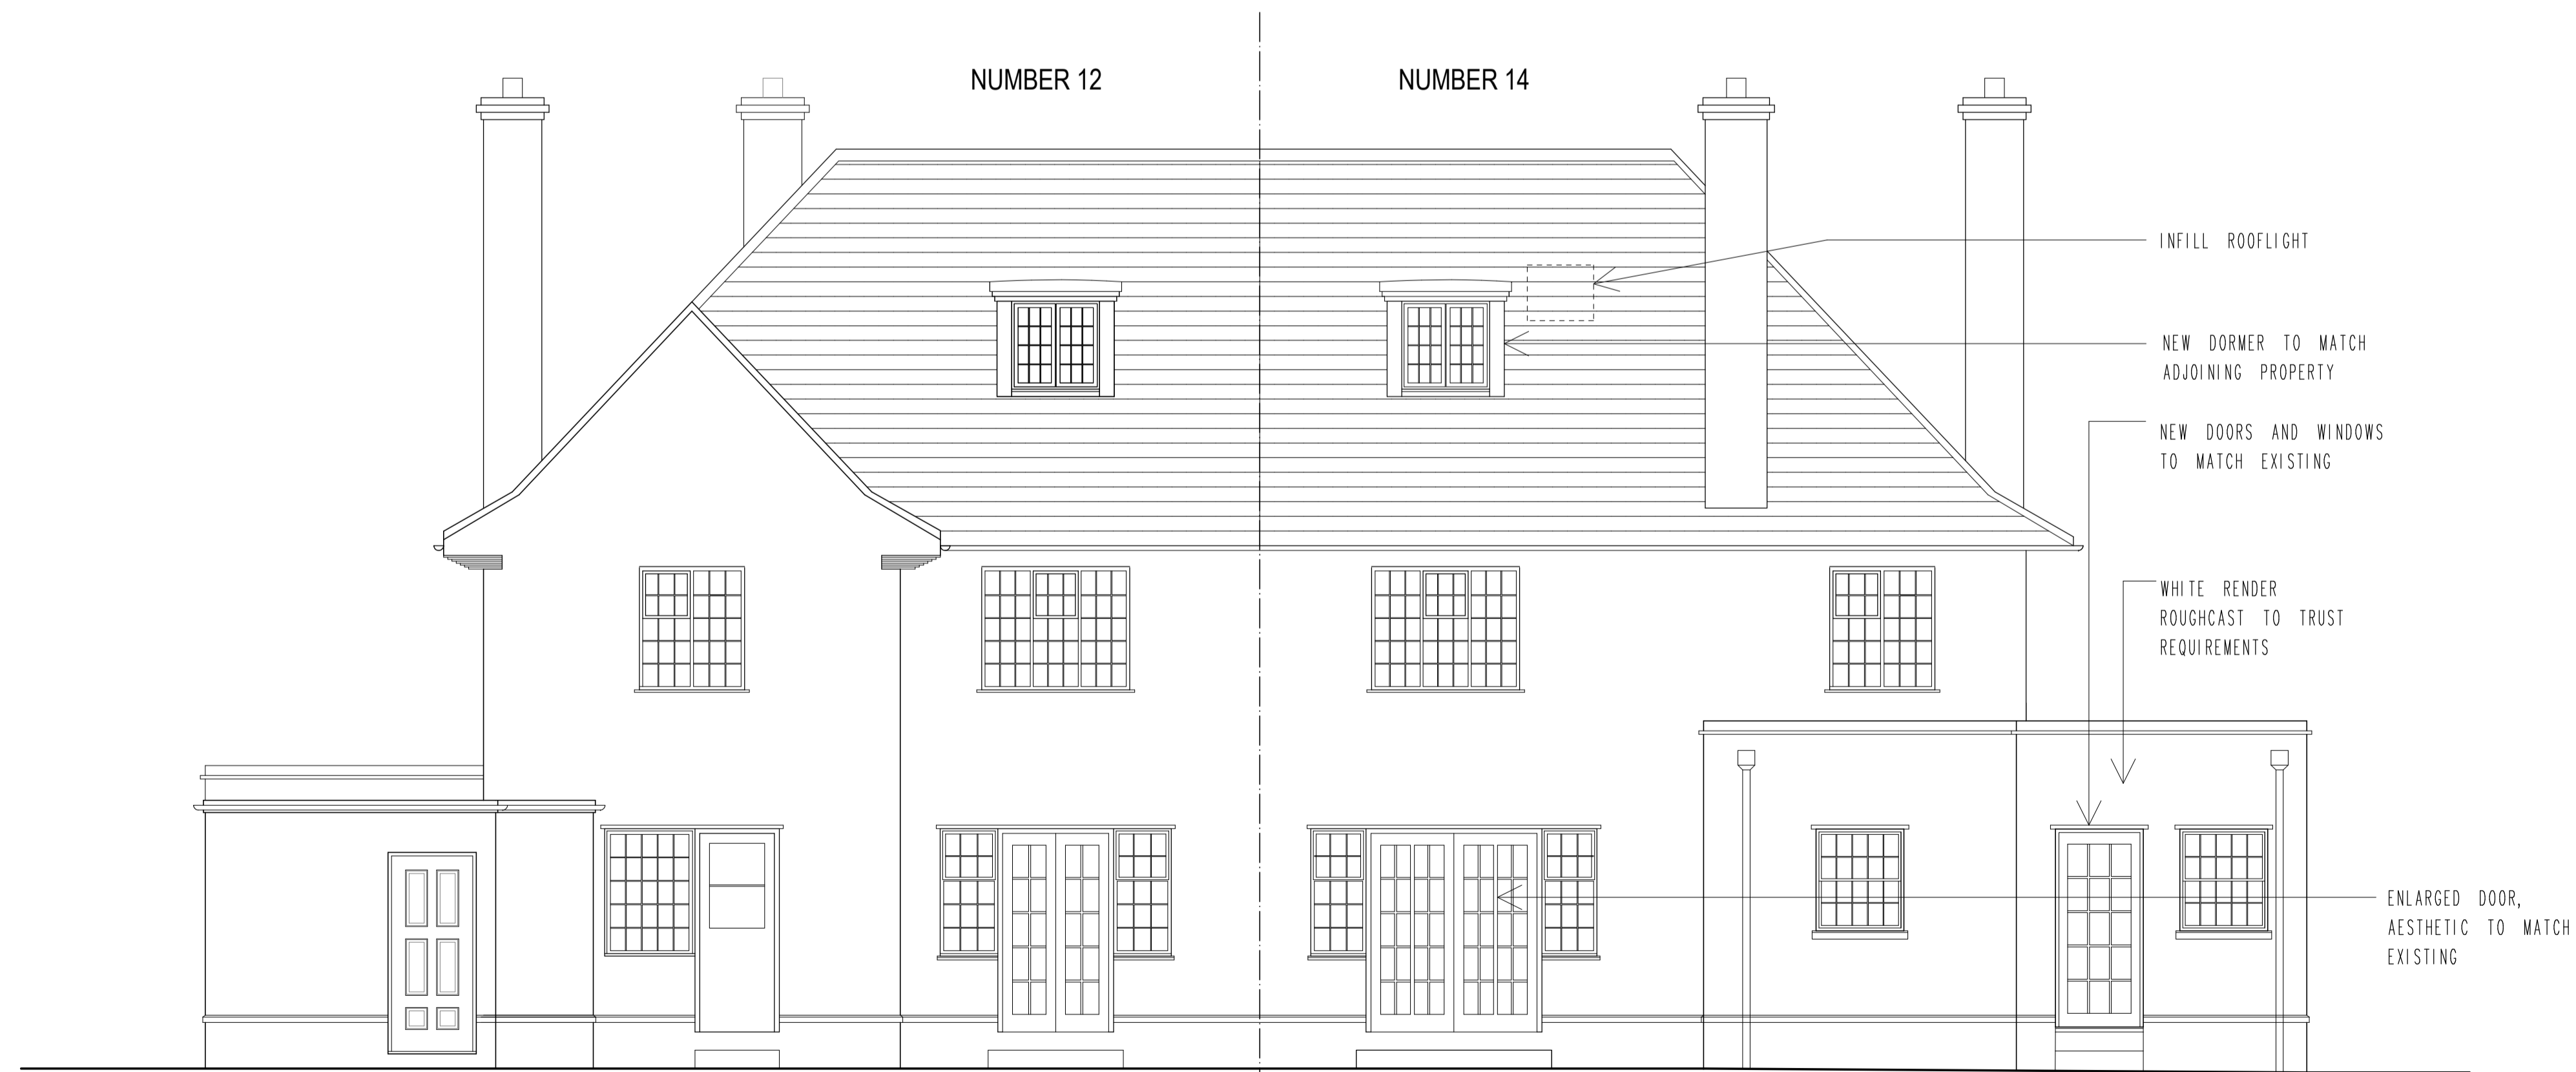 NUMBER 12
NUMBER 14
INFILL ROOFLIGHT
NEW DORMER TO MATCH
ADJOINING PROPERTY
NEW DOORS AND WINDOWS
TO MATCH EXISTING
WHITE RENDER
ROUGHCAST TO TRUST
REQUIREMENTS
ENLARGED DOOR,
AESTHETIC TO MATCH
EXISTING